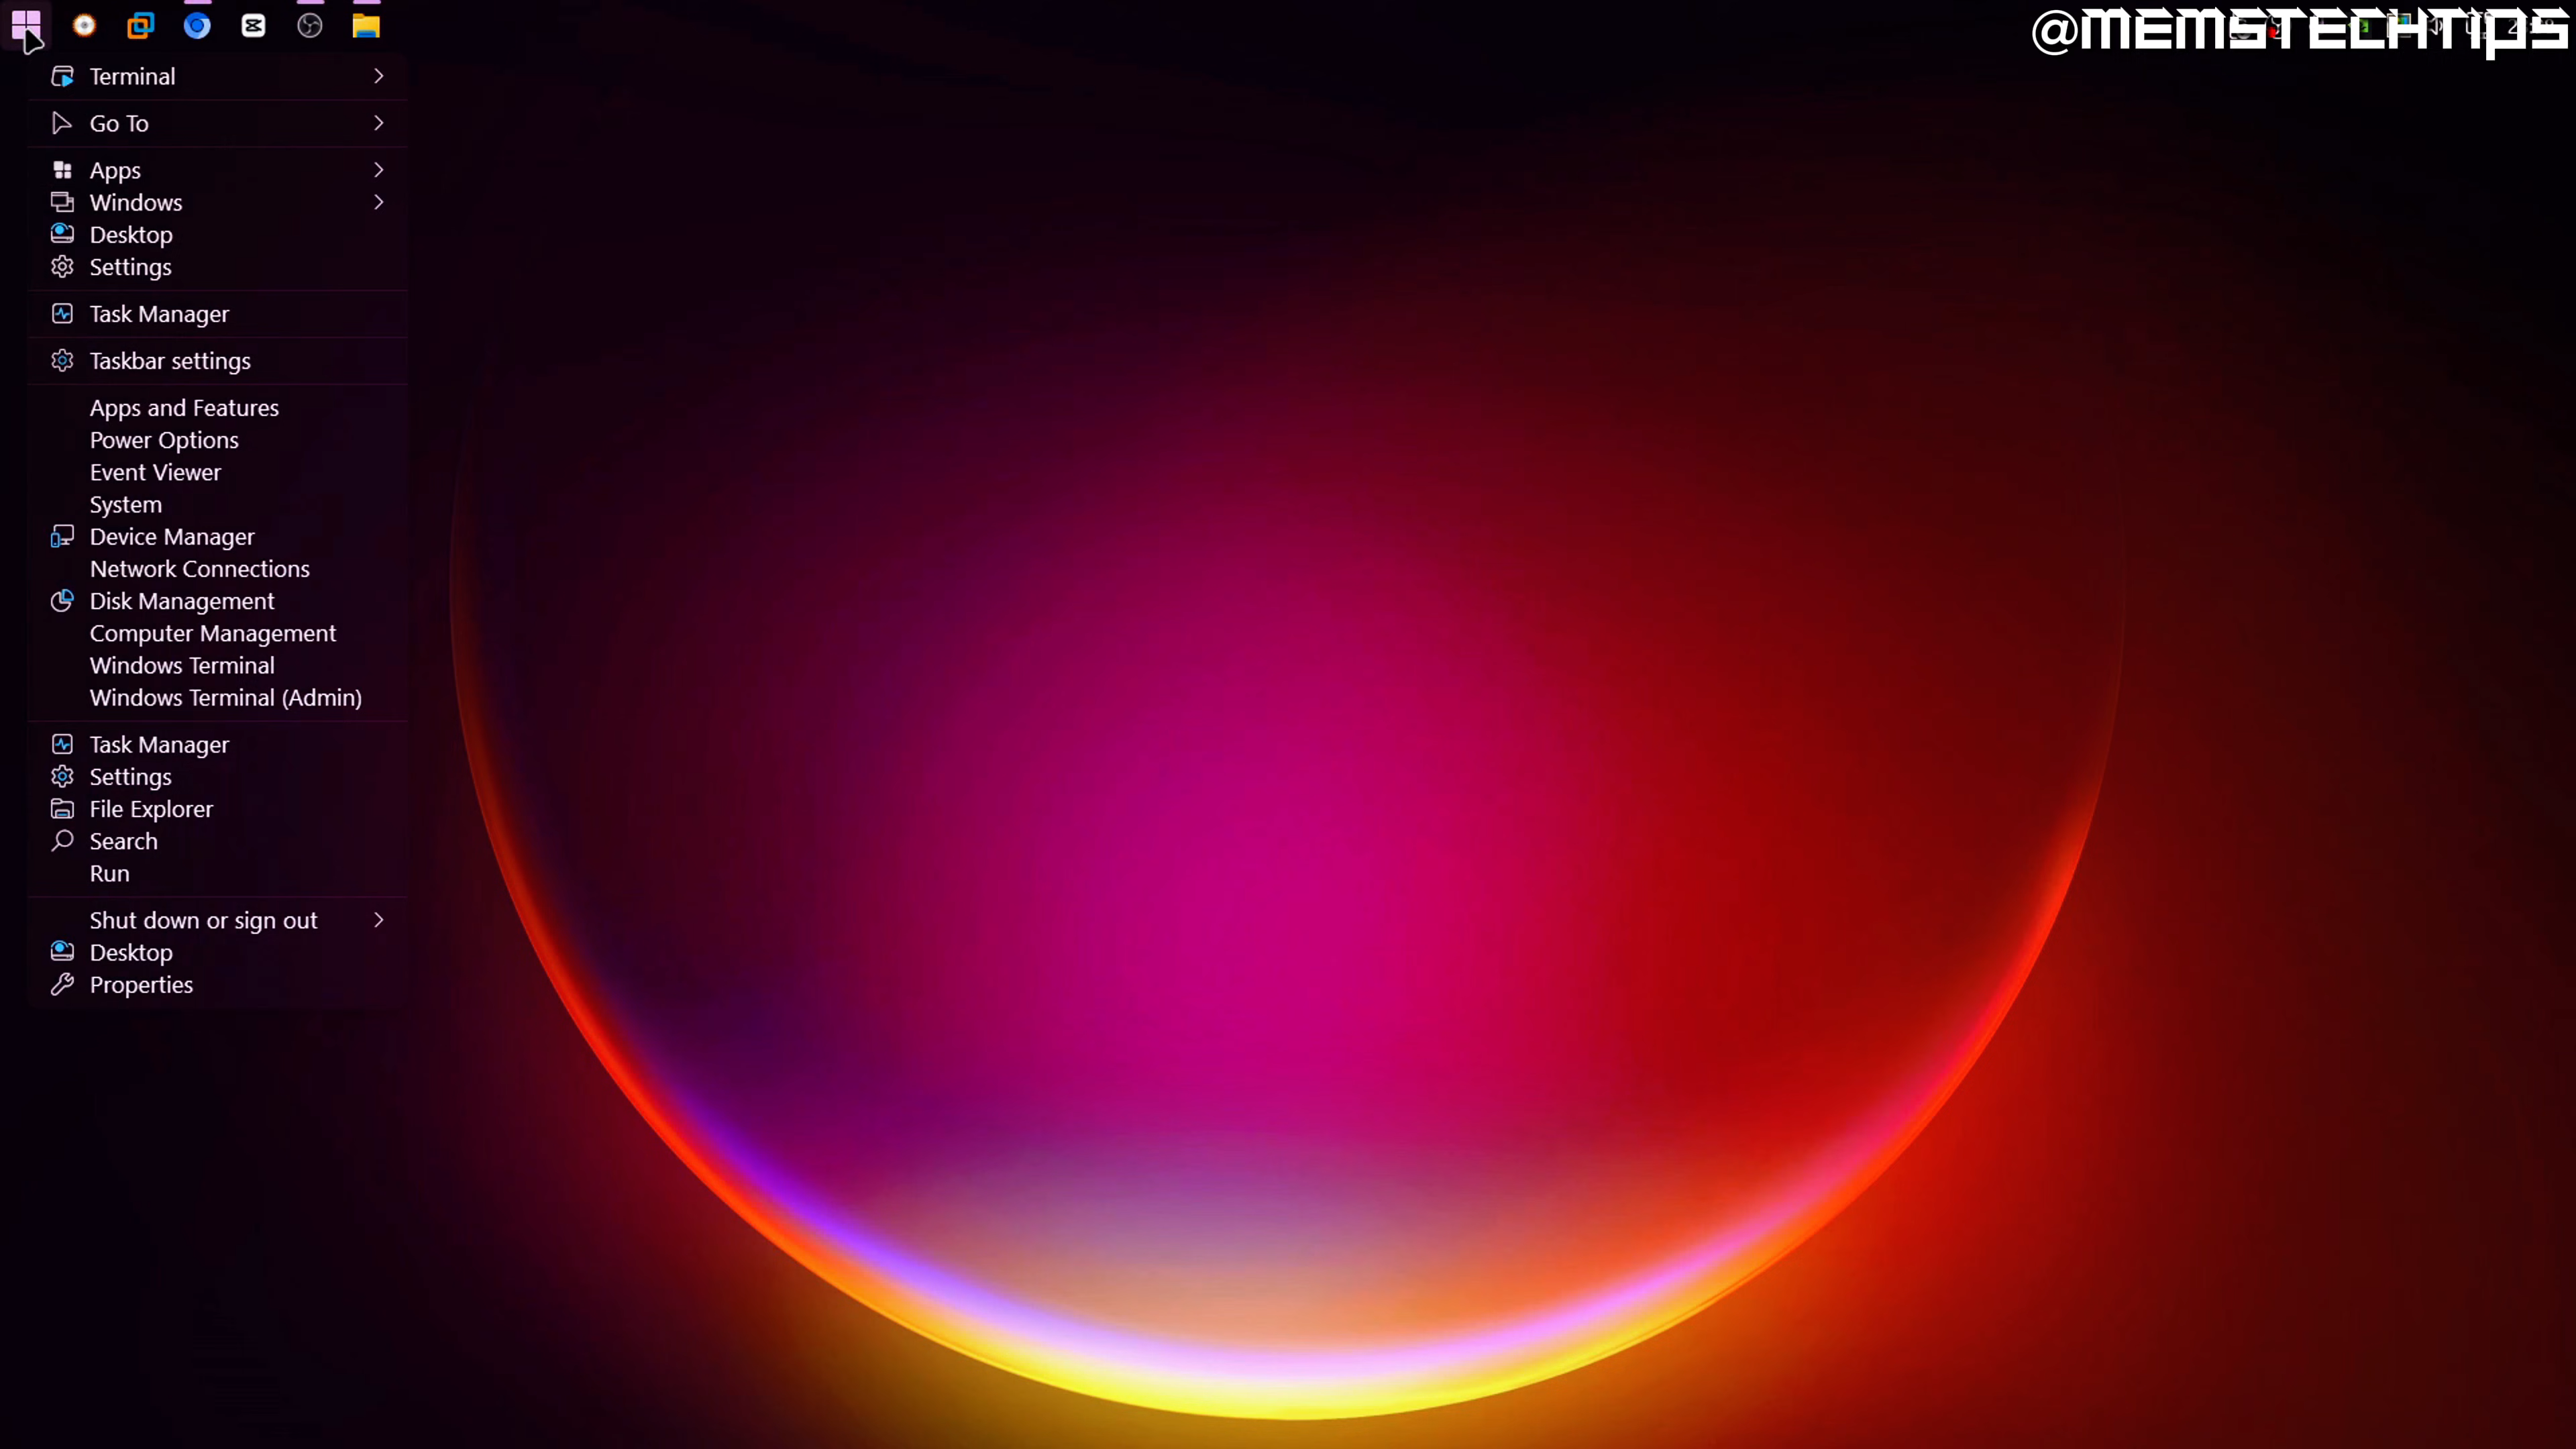 @MEMSTECHTIPS
Terminal
Go To
Apps
Windows
Desktop
Settings
Task Manager
Taskbar settings
Apps and Features
Power Options
Event Viewer
System
Device Manager
Network Connections
Disk Management
Computer Management
Windows Terminal
Windows Terminal (Admin)
Task Manager
Settings
File Explorer
Search
Run
Shut down or sign out
Desktop
Properties